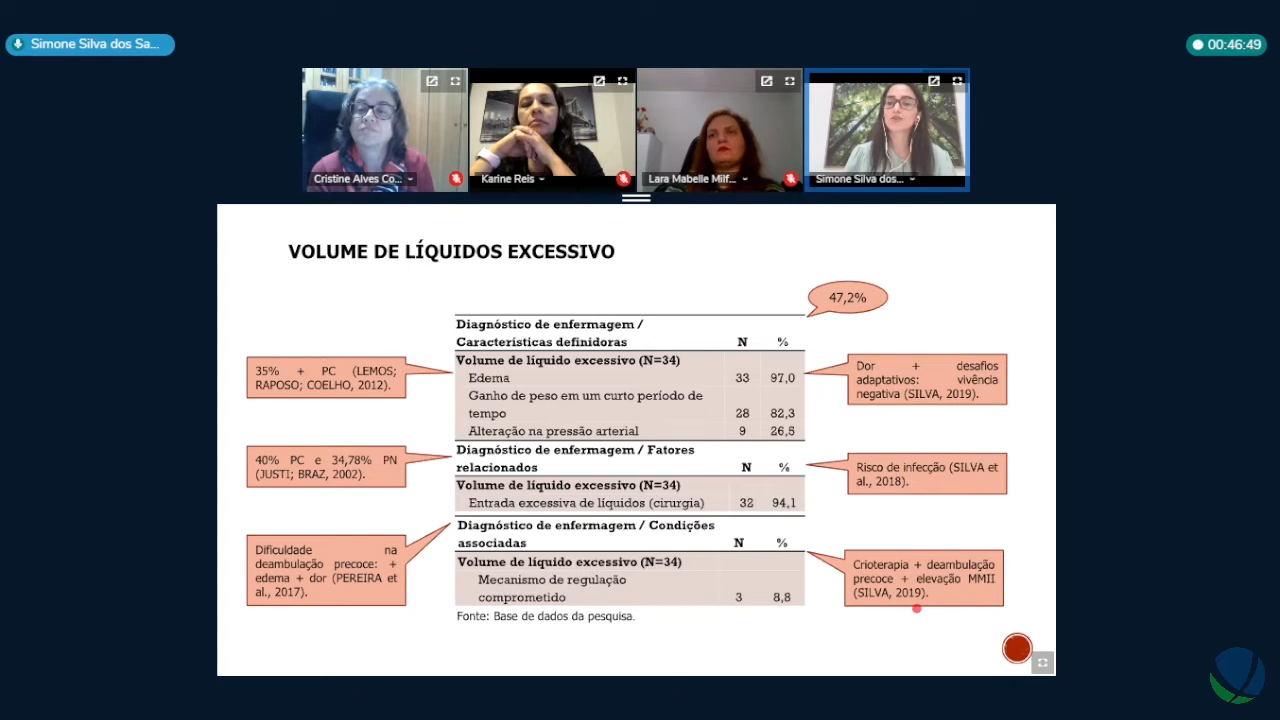 Simone Silva dos Sa...
00:46:49
Cristine Alves Co...
Karine Reis
Lara Mabelle Milf...
Simone Silva dos...
VOLUME DE LÍQUIDOS EXCESSIVO
47,2%
Diagnóstico de enfermagem /
Características definidoras N %
Volume de líquido excessivo (N=34)
Edema 33 97,0
Ganho de peso em um curto período de
tempo 28 82,3
Alteração na pressão arterial 9 26,5
Diagnóstico de enfermagem / Fatores
relacionados N %
Volume de líquido excessivo (N=34)
Entrada excessiva de líquidos (cirurgia) 32 94,1
Diagnóstico de enfermagem / Condições
associadas N %
Volume de líquido excessivo (N=34)
Mecanismo de regulação
comprometido 3 8,8
Fonte: Base de dados da pesquisa.
35% + PC (LEMOS;
RAPOSO; COELHO, 2012).
40% PC e 34,78% PN
(JUSTI; BRAZ, 2002).
Dificuldade na
deambulação precoce: +
edema + dor (PEREIRA et
al., 2017).
Dor + desafios
adaptativos: vivência
negativa (SILVA, 2019).
Risco de infecção (SILVA et
al., 2018).
Crioterapia + deambulação
precoce + elevação MMII
(SILVA, 2019).